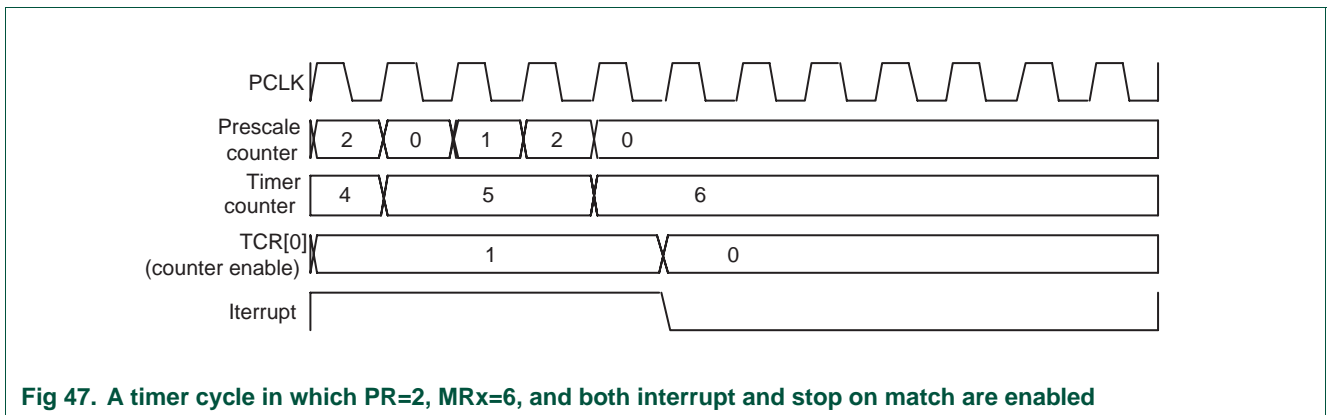 PCLK
Prescale
counter
2 0 1 2 0
Timer
counter
4 5 6
TCR[0]
(counter enable)
1 0
Iterrupt
Fig 47. A timer cycle in which PR=2, MRx=6, and both interrupt and stop on match are enabled